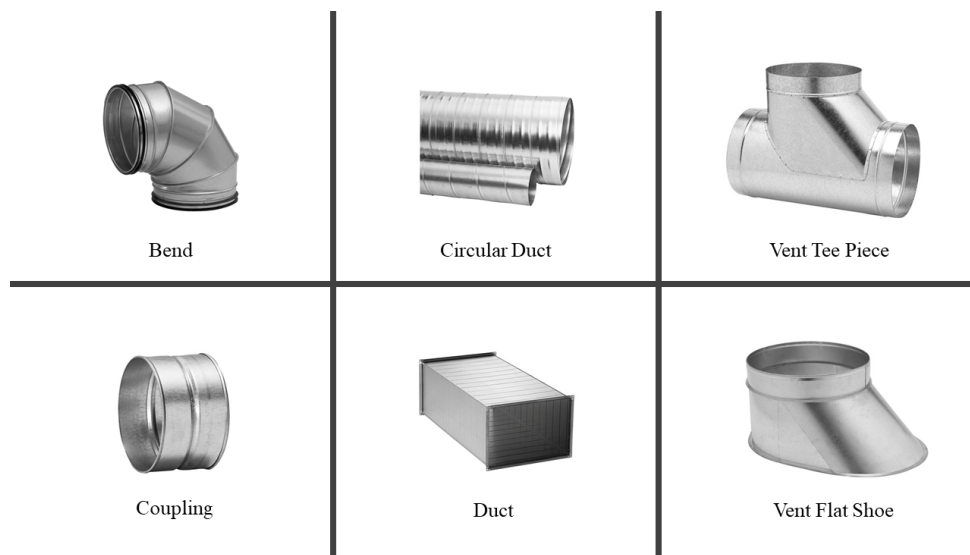 Bend
Circular Duct
Vent Tee Piece
Coupling
Duct
Vent Flat Shoe